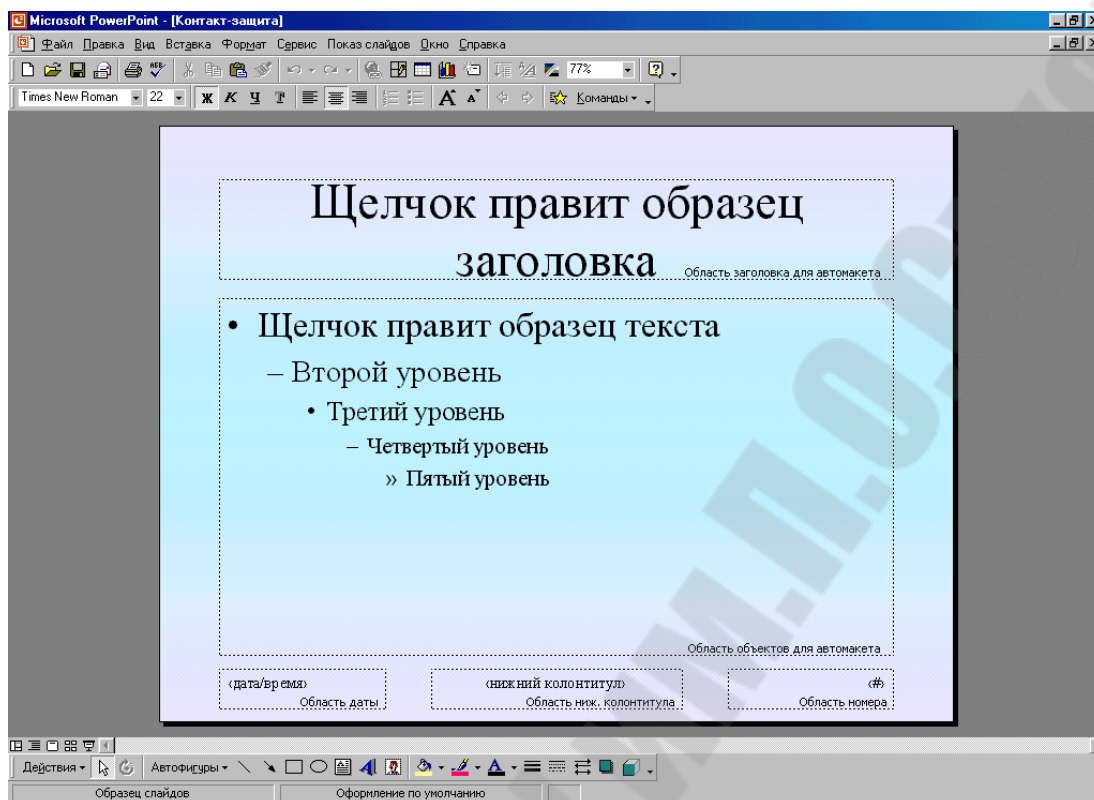 Microsoft PowerPoint - [Контакт-защита]
Файл Правка Вид Вставка Формат Сервис Показ слайдов Окно Справка
77%
Times New Roman 22 Ж К Ч Т Команды
Щелчок правит образец
заголовка
Область заголовка для автомакета
• Щелчок правит образец текста
– Второй уровень
• Третий уровень
– Четвертый уровень
» Пятый уровень
Область объектов для автомакета
‹дата/время› ‹нижний колонтитул› ‹#›
Область даты Область ниж. колонтитула Область номера
Действия Автофигуры
Образец слайдов Оформление по умолчанию